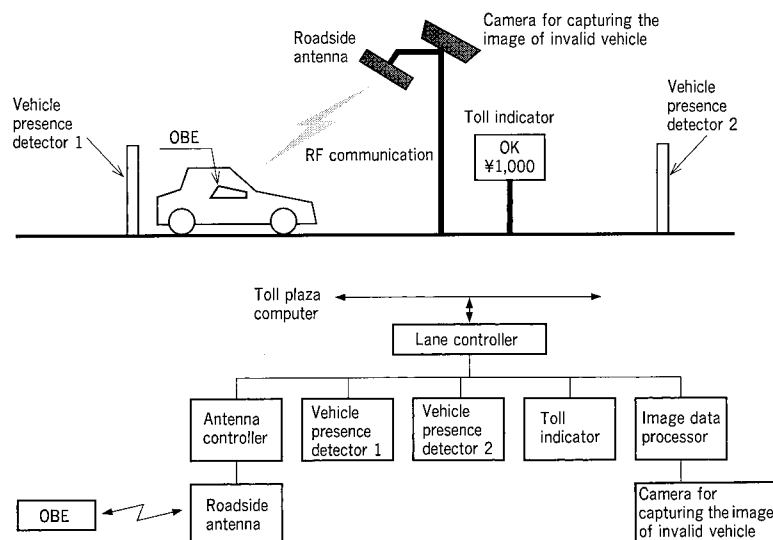 Camera for capturing the
image of invalid vehicle
Roadside
antenna
Vehicle
presence
detector 1
OBE
RF communication
Toll indicator
OK
¥1,000
Vehicle
presence
detector 2
Toll plaza
computer
Lane controller
Antenna
controller
Vehicle
presence
detector 1
Vehicle
presence
detector 2
Toll
indicator
Image data
processor
OBE
Roadside
antenna
Camera for
capturing the image
of invalid vehicle